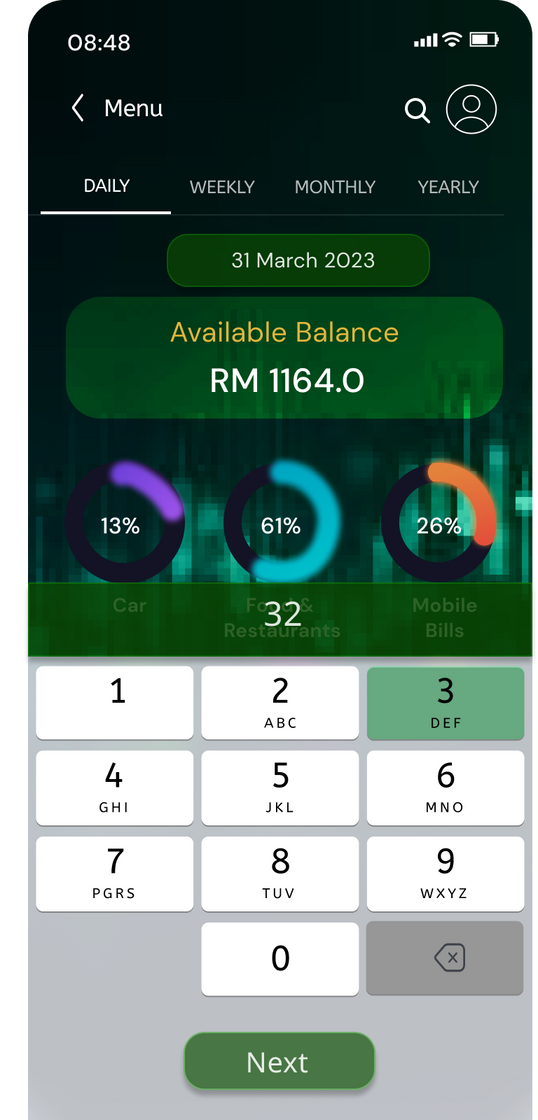 08:48
Menu
DAILY WEEKLY MONTHLY YEARLY
31 March 2023
Available Balance
RM 1164.0
13% 61% 26%
Car Food & Mobile
Restaurants Bills
32
1 2 3
ABC DEF
4 5 6
GHI JKL MNO
7 8 9
PGRS TUV WXYZ
0
Next